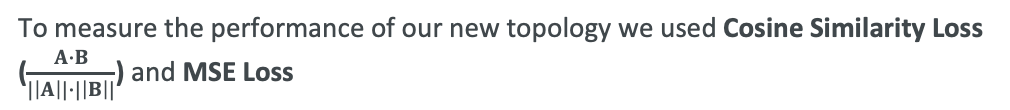 To measure the performance of our new topology we used Cosine Similarity Loss
(A·B / ||A||·||B||) and MSE Loss